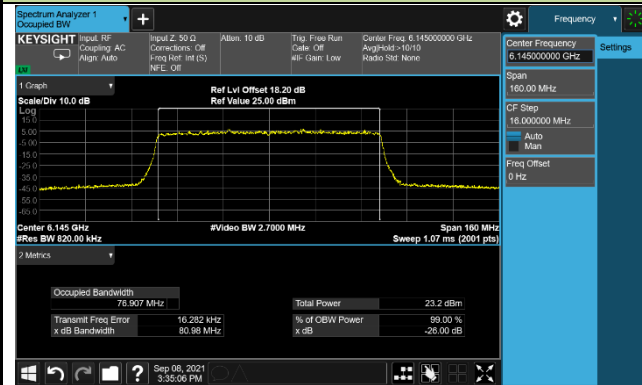 Spectrum Analyzer 1
Occupied BW
+
Frequency
KEYSIGHT
Input: RF
Coupling: AC
Align: Auto
Input Z: 50 Ω
Corrections: Off
Freq Ref: Int (S)
NFE: Off
Atten: 10 dB
Trig: Free Run
Gate: Off
#IF Gain: Low
Center Freq: 6.145000000 GHz
Avg|Hold:>10/10
Radio Std: None
LXI
Center Frequency
6.145000000 GHz
Settings
Span
160.00 MHz
CF Step
16.000000 MHz
Auto
Man
Freq Offset
0 Hz
1 Graph
Scale/Div 10.0 dB
Ref Lvl Offset 18.20 dB
Ref Value 25.00 dBm
Log
15.0
5.00
-5.00
-15.0
-25.0
-35.0
-45.0
-55.0
-65.0
Center 6.145 GHz
#Res BW 820.00 kHz
#Video BW 2.7000 MHz
Span 160 MHz
Sweep 1.07 ms (2001 pts)
2 Metrics
Occupied Bandwidth
76.907 MHz
Total Power 23.2 dBm
Transmit Freq Error 16.282 kHz
% of OBW Power 99.00 %
x dB Bandwidth 80.98 MHz
x dB -26.00 dB
?
Sep 08, 2021
3:35:06 PM